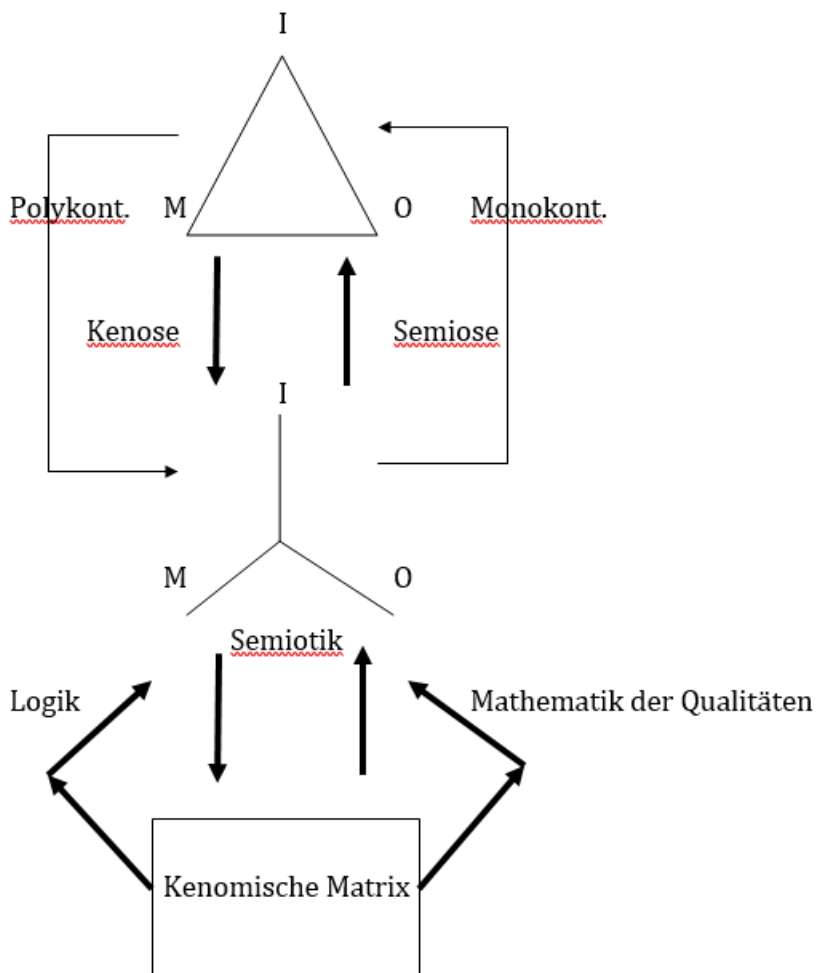 I
Polykont. M O Monokont.
Kenose Semiose
I
M O
Semiotik
Logik Mathematik der Qualitäten
Kenomische Matrix